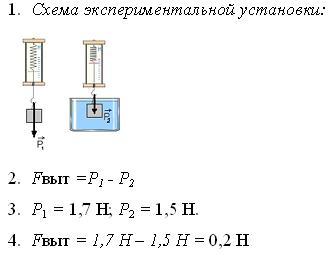 1. Схема экспериментальной установки:
P₁
P₂
2. Fвыт =P₁ - P₂
3. P₁ = 1,7 Н; P₂ = 1,5 Н.
4. Fвыт = 1,7 Н – 1,5 Н = 0,2 Н